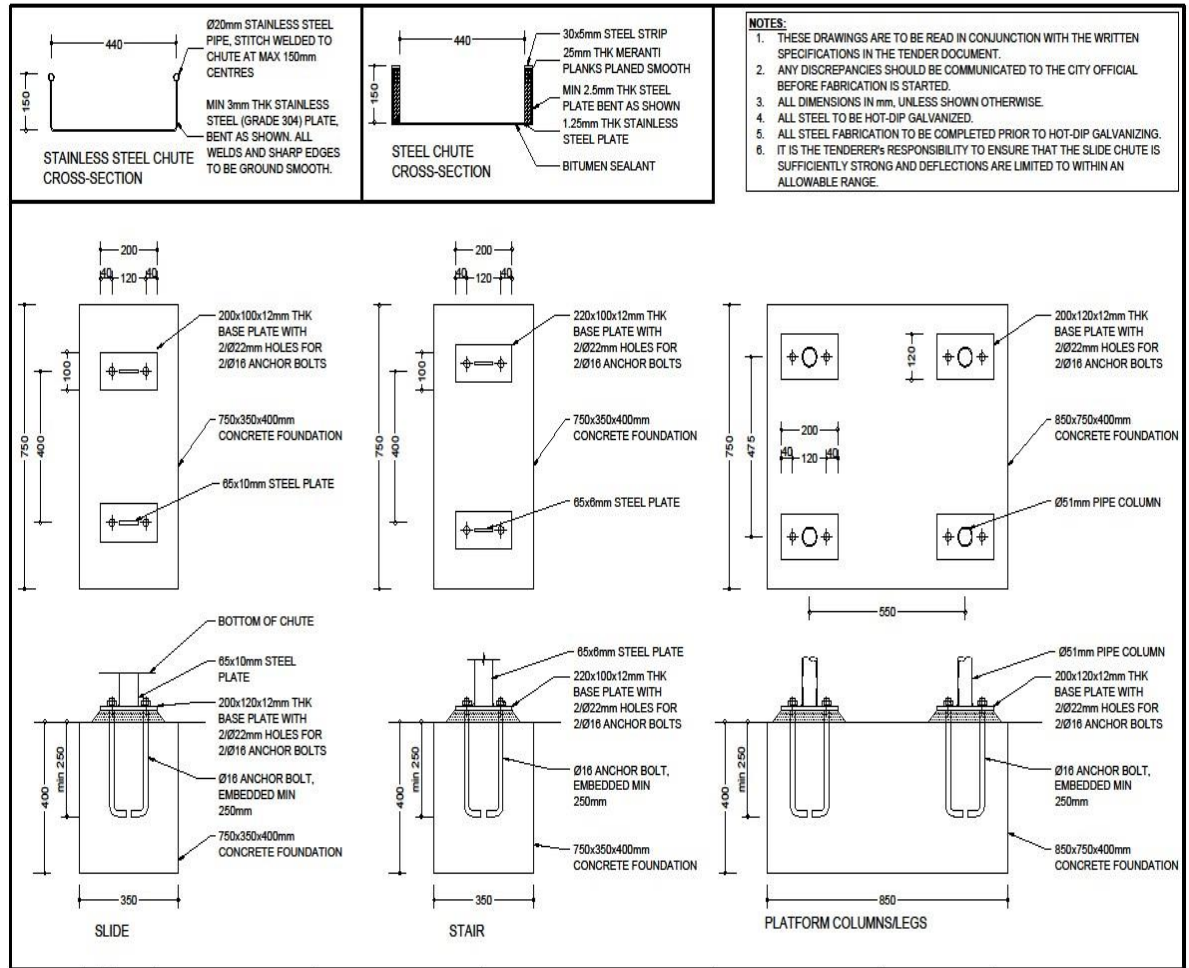 Ø20mm STAINLESS STEEL
PIPE, STITCH WELDED TO
CHUTE AT MAX 150mm
CENTRES
440
150
MIN 3mm THK STAINLESS
STEEL (GRADE 304) PLATE,
BENT AS SHOWN. ALL
WELDS AND SHARP EDGES
TO BE GROUND SMOOTH.
STAINLESS STEEL CHUTE
CROSS-SECTION
30x5mm STEEL STRIP
440
25mm THK MERANTI
PLANKS PLANED SMOOTH
150
MIN 2.5mm THK STEEL
PLATE BENT AS SHOWN
1.25mm THK STAINLESS
STEEL PLATE
BITUMEN SEALANT
STEEL CHUTE
CROSS-SECTION
NOTES:
1. THESE DRAWINGS ARE TO BE READ IN CONJUNCTION WITH THE WRITTEN
SPECIFICATIONS IN THE TENDER DOCUMENT.
2. ANY DISCREPANCIES SHOULD BE COMMUNICATED TO THE CITY OFFICIAL
BEFORE FABRICATION IS STARTED.
3. ALL DIMENSIONS IN mm, UNLESS SHOWN OTHERWISE.
4. ALL STEEL TO BE HOT-DIP GALVANIZED.
5. ALL STEEL FABRICATION TO BE COMPLETED PRIOR TO HOT-DIP GALVANIZING.
6. IT IS THE TENDERER's RESPONSIBILITY TO ENSURE THAT THE SLIDE CHUTE IS
SUFFICIENTLY STRONG AND DEFLECTIONS ARE LIMITED TO WITHIN AN
ALLOWABLE RANGE.
200
40 120 40
200x100x12mm THK
BASE PLATE WITH
2/Ø22mm HOLES FOR
2/Ø16 ANCHOR BOLTS
100
750
400
750x350x400mm
CONCRETE FOUNDATION
65x10mm STEEL PLATE
200
40 120 40
220x100x12mm THK
BASE PLATE WITH
2/Ø22mm HOLES FOR
2/Ø16 ANCHOR BOLTS
100
750
400
750x350x400mm
CONCRETE FOUNDATION
65x6mm STEEL PLATE
200x120x12mm THK
BASE PLATE WITH
2/Ø22mm HOLES FOR
2/Ø16 ANCHOR BOLTS
120
750
475
200
40 120 40
850x750x400mm
CONCRETE FOUNDATION
Ø51mm PIPE COLUMN
550
BOTTOM OF CHUTE
65x10mm STEEL
PLATE
200x120x12mm THK
BASE PLATE WITH
2/Ø22mm HOLES FOR
2/Ø16 ANCHOR BOLTS
400
min 250
Ø16 ANCHOR BOLT,
EMBEDDED MIN
250mm
750x350x400mm
CONCRETE FOUNDATION
350
SLIDE
65x6mm STEEL PLATE
220x100x12mm THK
BASE PLATE WITH
2/Ø22mm HOLES FOR
2/Ø16 ANCHOR BOLTS
400
min 250
Ø16 ANCHOR BOLT,
EMBEDDED MIN
250mm
750x350x400mm
CONCRETE FOUNDATION
350
STAIR
Ø51mm PIPE COLUMN
200x120x12mm THK
BASE PLATE WITH
2/Ø22mm HOLES FOR
2/Ø16 ANCHOR BOLTS
400
min 250
Ø16 ANCHOR BOLT,
EMBEDDED MIN
250mm
850x750x400mm
CONCRETE FOUNDATION
850
PLATFORM COLUMNS/LEGS